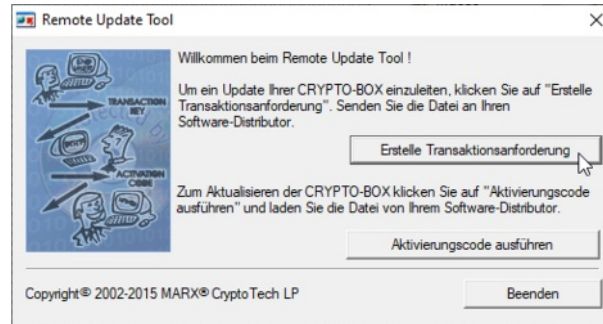 Remote Update Tool
Willkommen beim Remote Update Tool !
Um ein Update Ihrer CRYPTO-BOX einzuleiten, klicken Sie auf "Erstelle
Transaktionsanforderung". Senden Sie die Datei an Ihren
Software-Distributor.
TRANSACTION
KEY
Erstelle Transaktionsanforderung
ACTIVATION
CODE
Zum Aktualisieren der CRYPTO-BOX klicken Sie auf "Aktivierungscode
ausführen" und laden Sie die Datei von Ihrem Software-Distributor.
Aktivierungscode ausführen
Copyright© 2002-2015 MARX® CryptoTech LP
Beenden